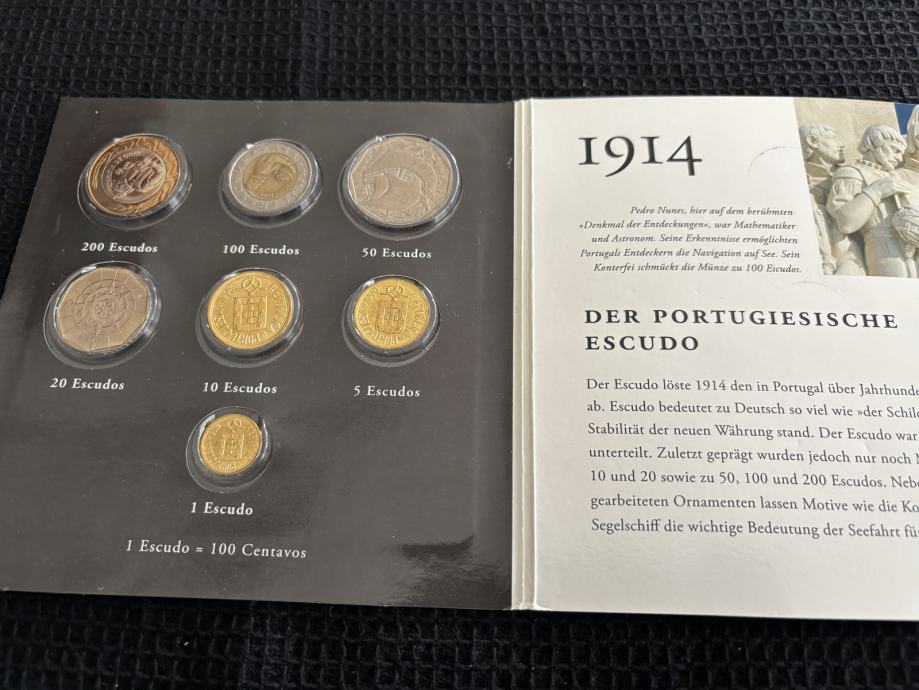 200 Escudos
100 Escudos
50 Escudos
20 Escudos
10 Escudos
5 Escudos
1 Escudo
1 Escudo = 100 Centavos
1914
Pedro Nunes, hier auf dem berühmten
»Denkmal der Entdeckungen«, war Mathematiker
und Astronom. Seine Erkenntnisse ermöglichten
Portugals Entdeckern die Navigation auf See. Sein
Konterfei schmückt die Münze zu 100 Escudos.
DER PORTUGIESISCHE
ESCUDO
Der Escudo löste 1914 den in Portugal über
ab. Escudo bedeutet zu Deutsch so viel wie »der
Stabilität der neuen Währung stand. Der Escudo war
unterteilt. Zuletzt geprägt wurden jedoch nur noch
10 und 20 sowie zu 50, 100 und 200 Escudos.
gearbeiteten Ornamenten lassen Motive wie die
Segelschiff die wichtige Bedeutung der Seefahrt